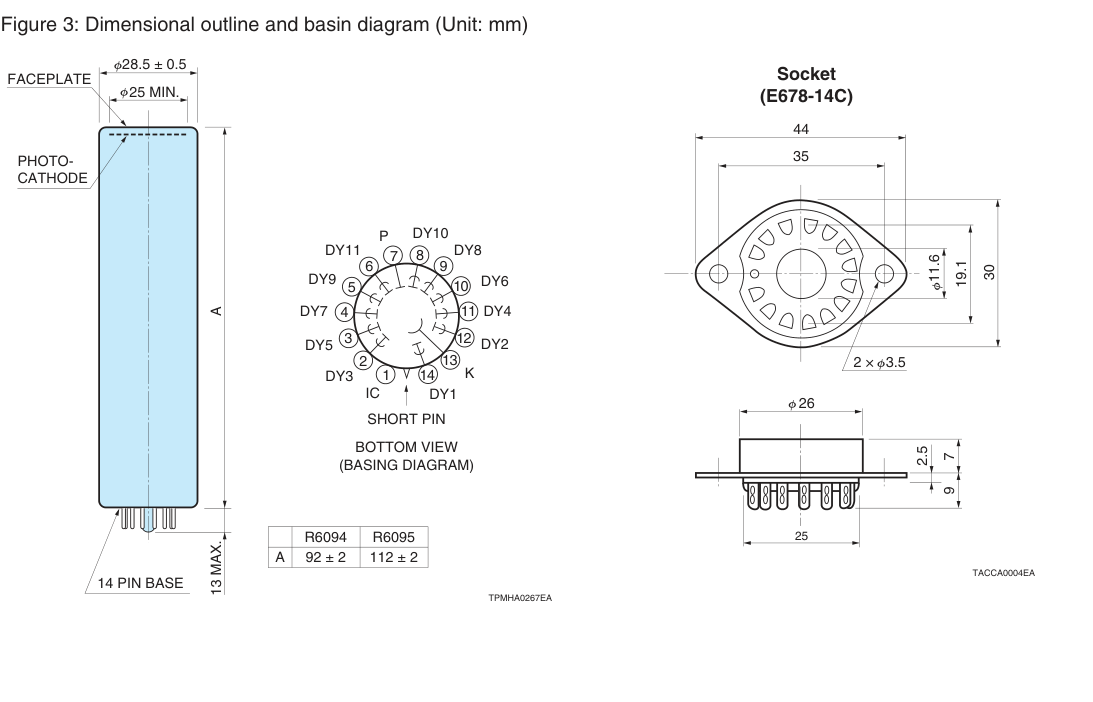 Figure 3: Dimensional outline and basin diagram (Unit: mm)
FACEPLATE
ϕ28.5 ± 0.5
ϕ25 MIN.
PHOTO-
CATHODE
A
14 PIN BASE
13 MAX.
P
DY10
DY11
7
8
DY8
6
9
DY9
5
10
DY6
DY7
4
11
DY4
DY5
3
12
DY2
DY3
2
13
K
IC
1
14
DY1
SHORT PIN
BOTTOM VIEW
(BASING DIAGRAM)
R6094 R6095
A 92 ± 2 112 ± 2
TPMHA0267EA
Socket
(E678-14C)
44
35
ϕ11.6
19.1
30
2 × ϕ3.5
ϕ26
2.5
7
9
25
TACCA0004EA